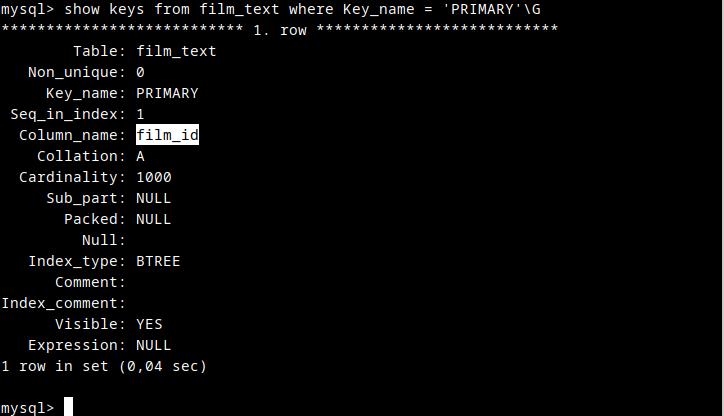 mysql> show keys from film_text where Key_name = 'PRIMARY'\G
*************************** 1. row ***************************
Table: film_text
Non_unique: 0
Key_name: PRIMARY
Seq_in_index: 1
Column_name: film_id
Collation: A
Cardinality: 1000
Sub_part: NULL
Packed: NULL
Null:
Index_type: BTREE
Comment:
Index_comment:
Visible: YES
Expression: NULL
1 row in set (0,04 sec)
mysql>